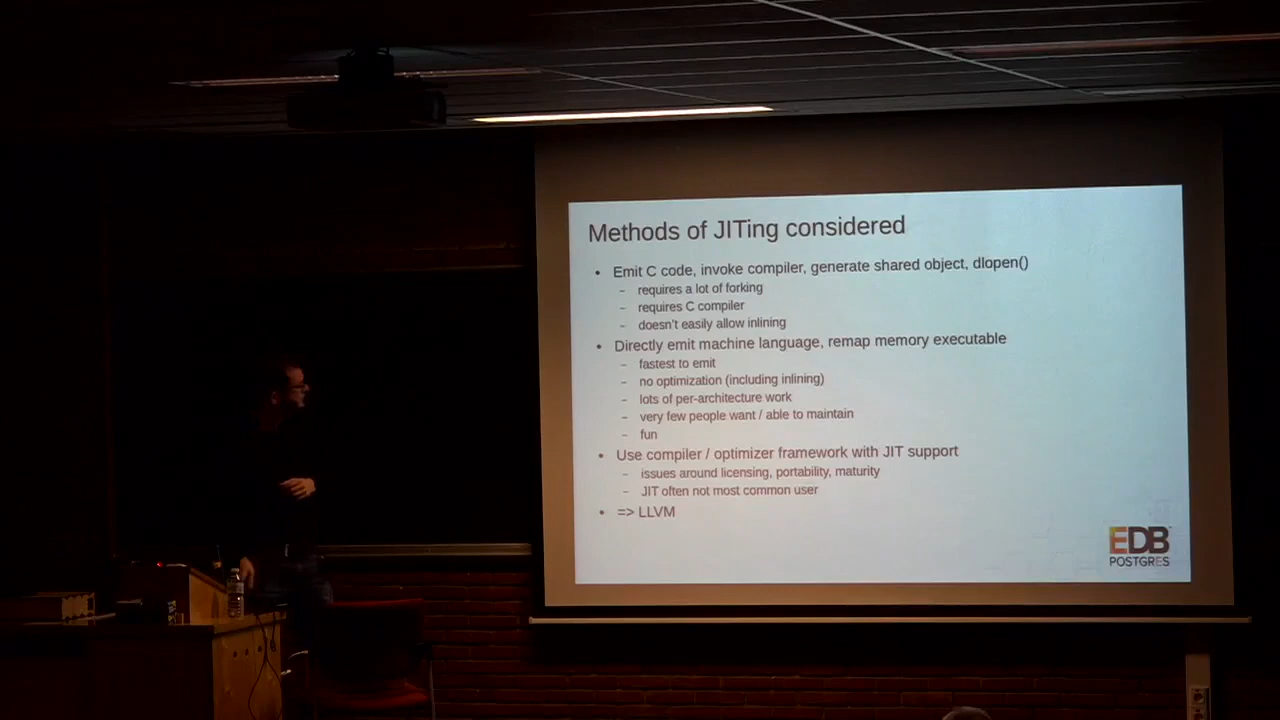 Methods of JITing considered
• Emit C code, invoke compiler, generate shared object, dlopen()
– requires a lot of forking
– requires C compiler
– doesn't easily allow inlining
• Directly emit machine language, remap memory executable
– fastest to emit
– no optimization (including inlining)
– lots of per-architecture work
– very few people want / able to maintain
– fun
• Use compiler / optimizer framework with JIT support
– issues around licensing, portability, maturity
– JIT often not most common user
• => LLVM
EDB
POSTGRES